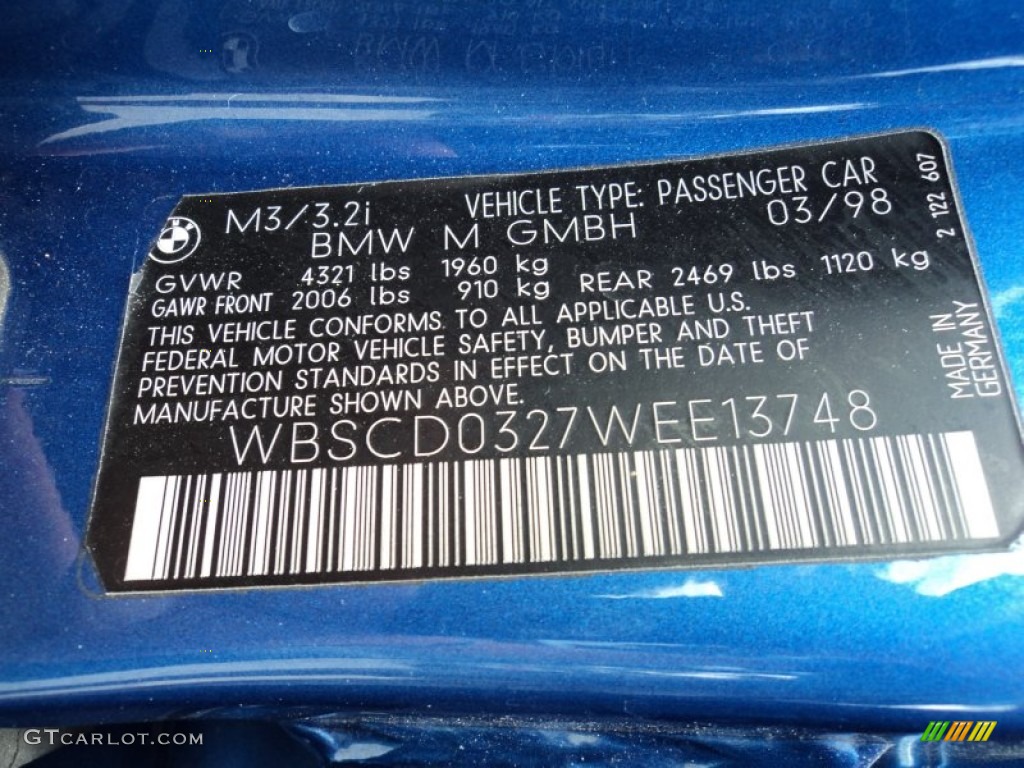 M3/3.2i VEHICLE TYPE: PASSENGER CAR
BMW M GMBH 03/98
GVWR 4321 lbs 1960 kg
GAWR FRONT 2006 lbs 910 kg REAR 2469 lbs 1120 kg
THIS VEHICLE CONFORMS TO ALL APPLICABLE U.S.
FEDERAL MOTOR VEHICLE SAFETY, BUMPER AND THEFT
PREVENTION STANDARDS IN EFFECT ON THE DATE OF
MANUFACTURE SHOWN ABOVE.
WBSCD0327WEE13748
2 122 607
MADE IN
GERMANY
GTCARLOT.COM